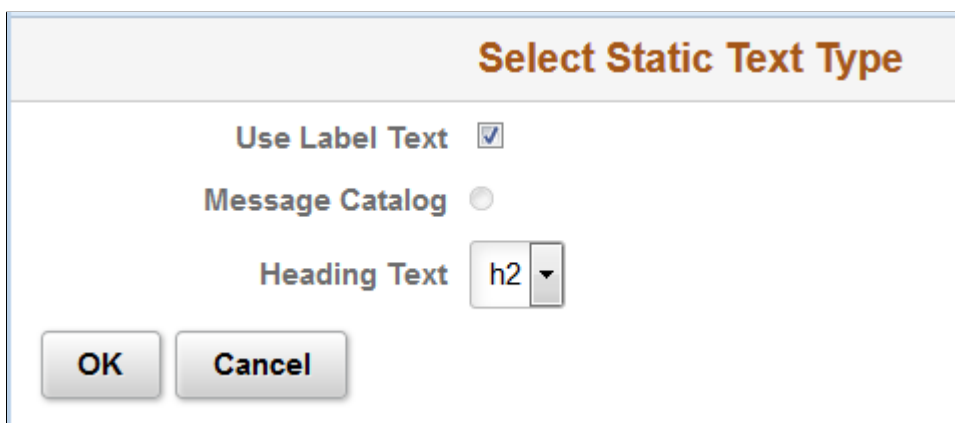 Select Static Text Type
Use Label Text
Message Catalog
Heading Text h2
OK Cancel